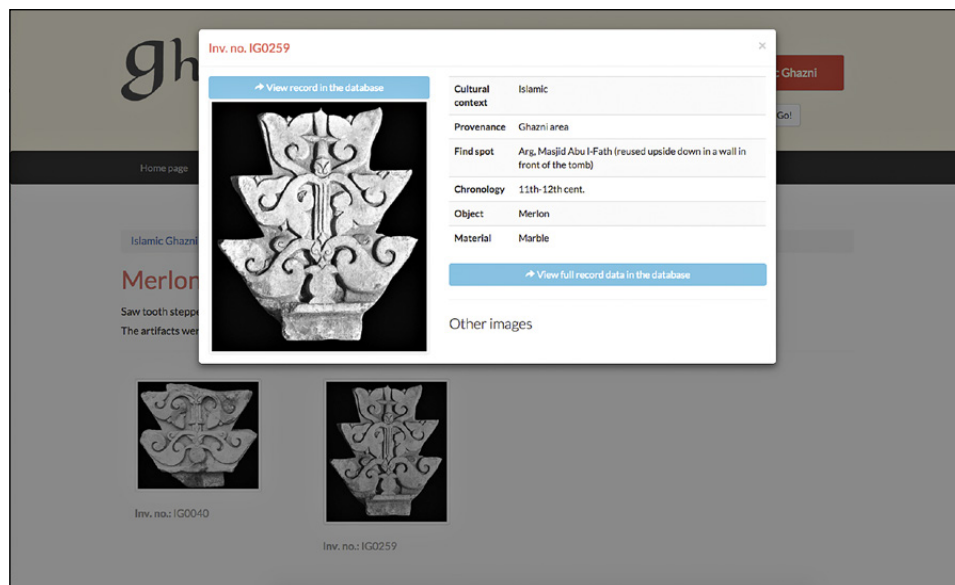 gh
Inv. no. IG0259
×
c Ghazni
View record in the database
Go!
Cultural context Islamic
Provenance Ghazni area
Find spot Arg, Masjid Abu l-Fath (reused upside down in a wall in
front of the tomb)
Chronology 11th-12th cent.
Object Merlon
Material Marble
View full record data in the database
Other images
Home page
Islamic Ghazni
Merlon
Saw tooth steppe
The artifacts wer
Inv. no.: IG0040
Inv. no.: IG0259